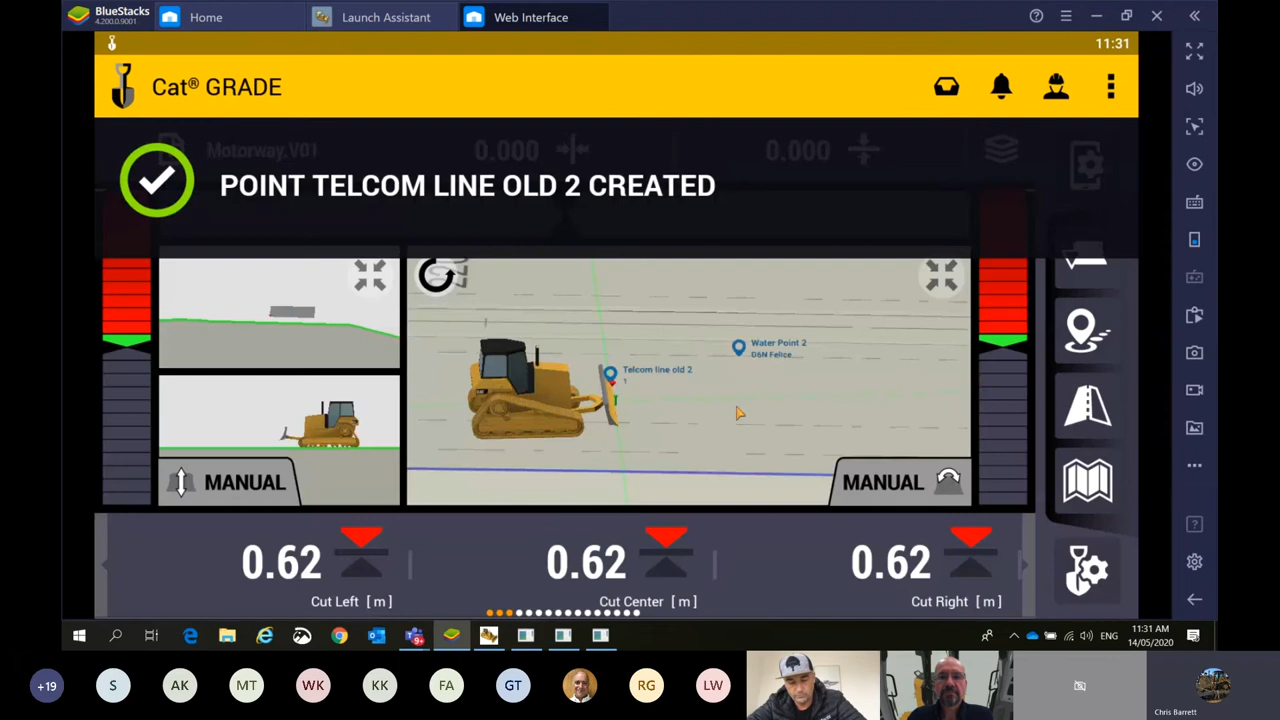 BlueStacks
4.200.0.9001
Home
Launch Assistant
Web Interface
11:31
Cat® GRADE
Motorway.V01
0.000
0.000
POINT TELCOM LINE OLD 2 CREATED
Water Point 2
D6N Felice
Telcom line old 2
1
MANUAL
MANUAL
0.62
0.62
0.62
Cut Left [ m ]
Cut Center [ m ]
Cut Right [ m ]
ENG
11:31 AM
14/05/2020
+19
S
AK
MT
WK
KK
FA
GT
RG
LW
Chris Barrett